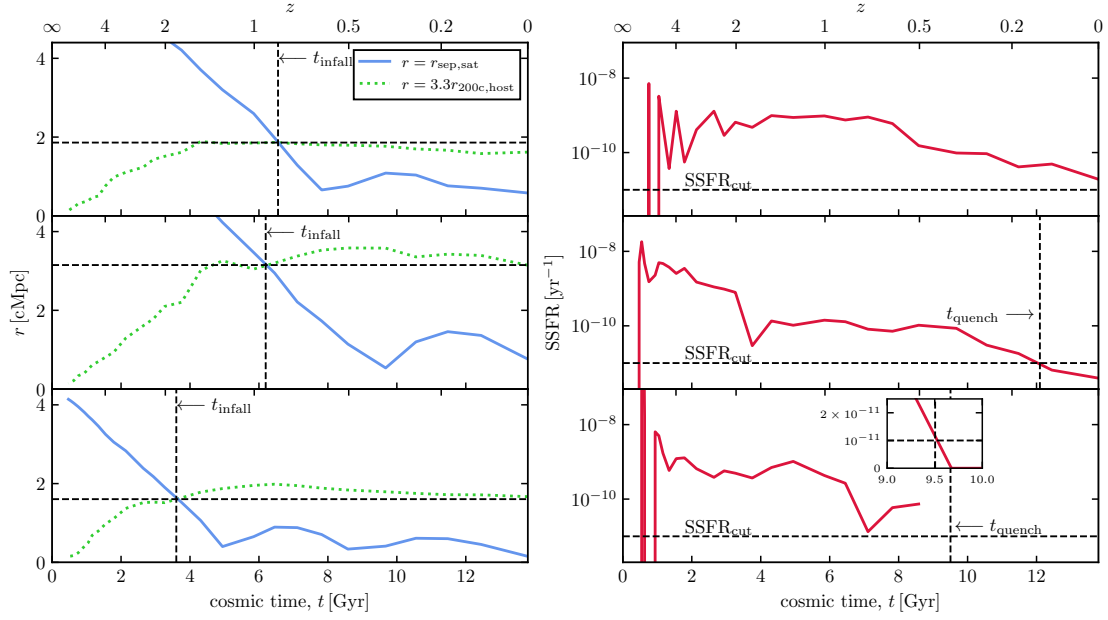 z
z
∞ 4 2 1 0.5 0.2 0
∞ 4 2 1 0.5 0.2 0
4
2
0
t_infall
r = r_sep,sat
r = 3.3r_200c,host
10^−8
10^−10
SSFR_cut
r [cMpc]
4
2
0
t_infall
SSFR [yr^−1]
10^−8
10^−10
t_quench
SSFR_cut
4
2
0
t_infall
10^−8
10^−10
SSFR_cut
t_quench
2 × 10^−11
10^−11
0
9.0 9.5 10.0
0 2 4 6 8 10 12
0 2 4 6 8 10 12
cosmic time, t [Gyr]
cosmic time, t [Gyr]